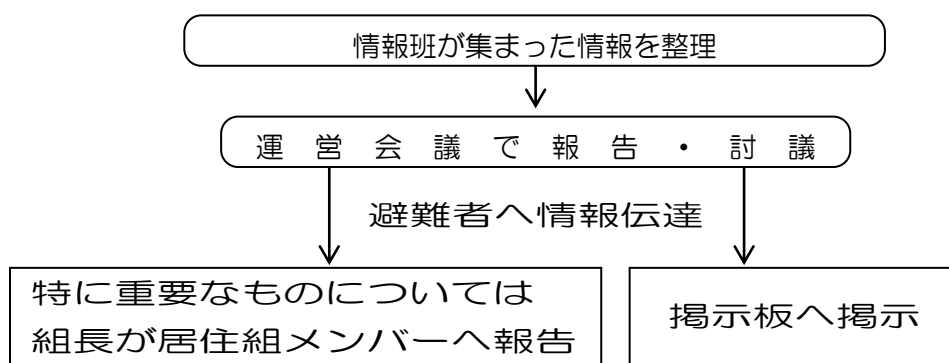 情報班が集まった情報を整理
運営会議で報告・討議
避難者へ情報伝達
特に重要なものについては
組長が居住組メンバーへ報告
掲示板へ掲示